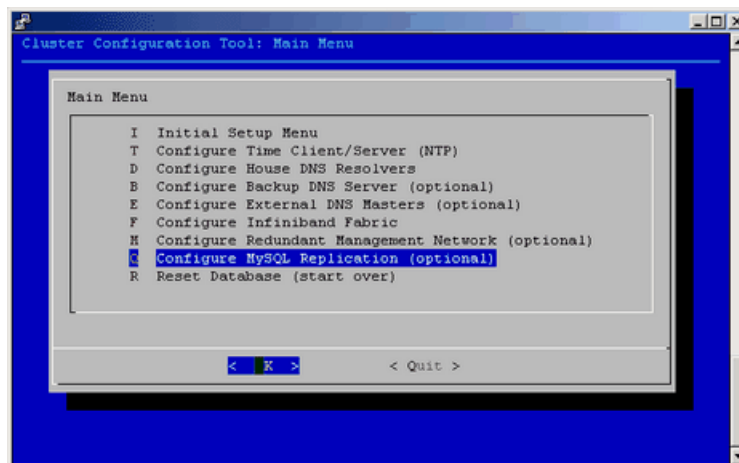 Cluster Configuration Tool: Main Menu
Main Menu
I Initial Setup Menu
T Configure Time Client/Server (NTP)
D Configure House DNS Resolvers
B Configure Backup DNS Server (optional)
E Configure External DNS Masters (optional)
F Configure Infiniband Fabric
M Configure Redundant Management Network (optional)
Q Configure MySQL Replication (optional)
R Reset Database (start over)
< K > < Quit >